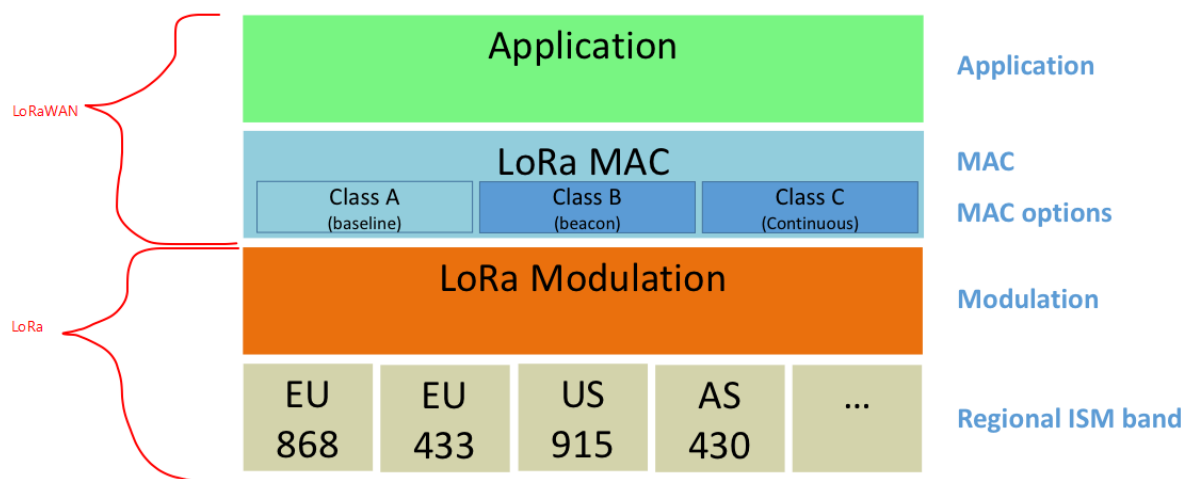 Application
Application
LoRaWAN
LoRa MAC
MAC
Class A
(baseline)
Class B
(beacon)
Class C
(Continuous)
MAC options
LoRa Modulation
Modulation
LoRa
EU
868
EU
433
US
915
AS
430
...
Regional ISM band